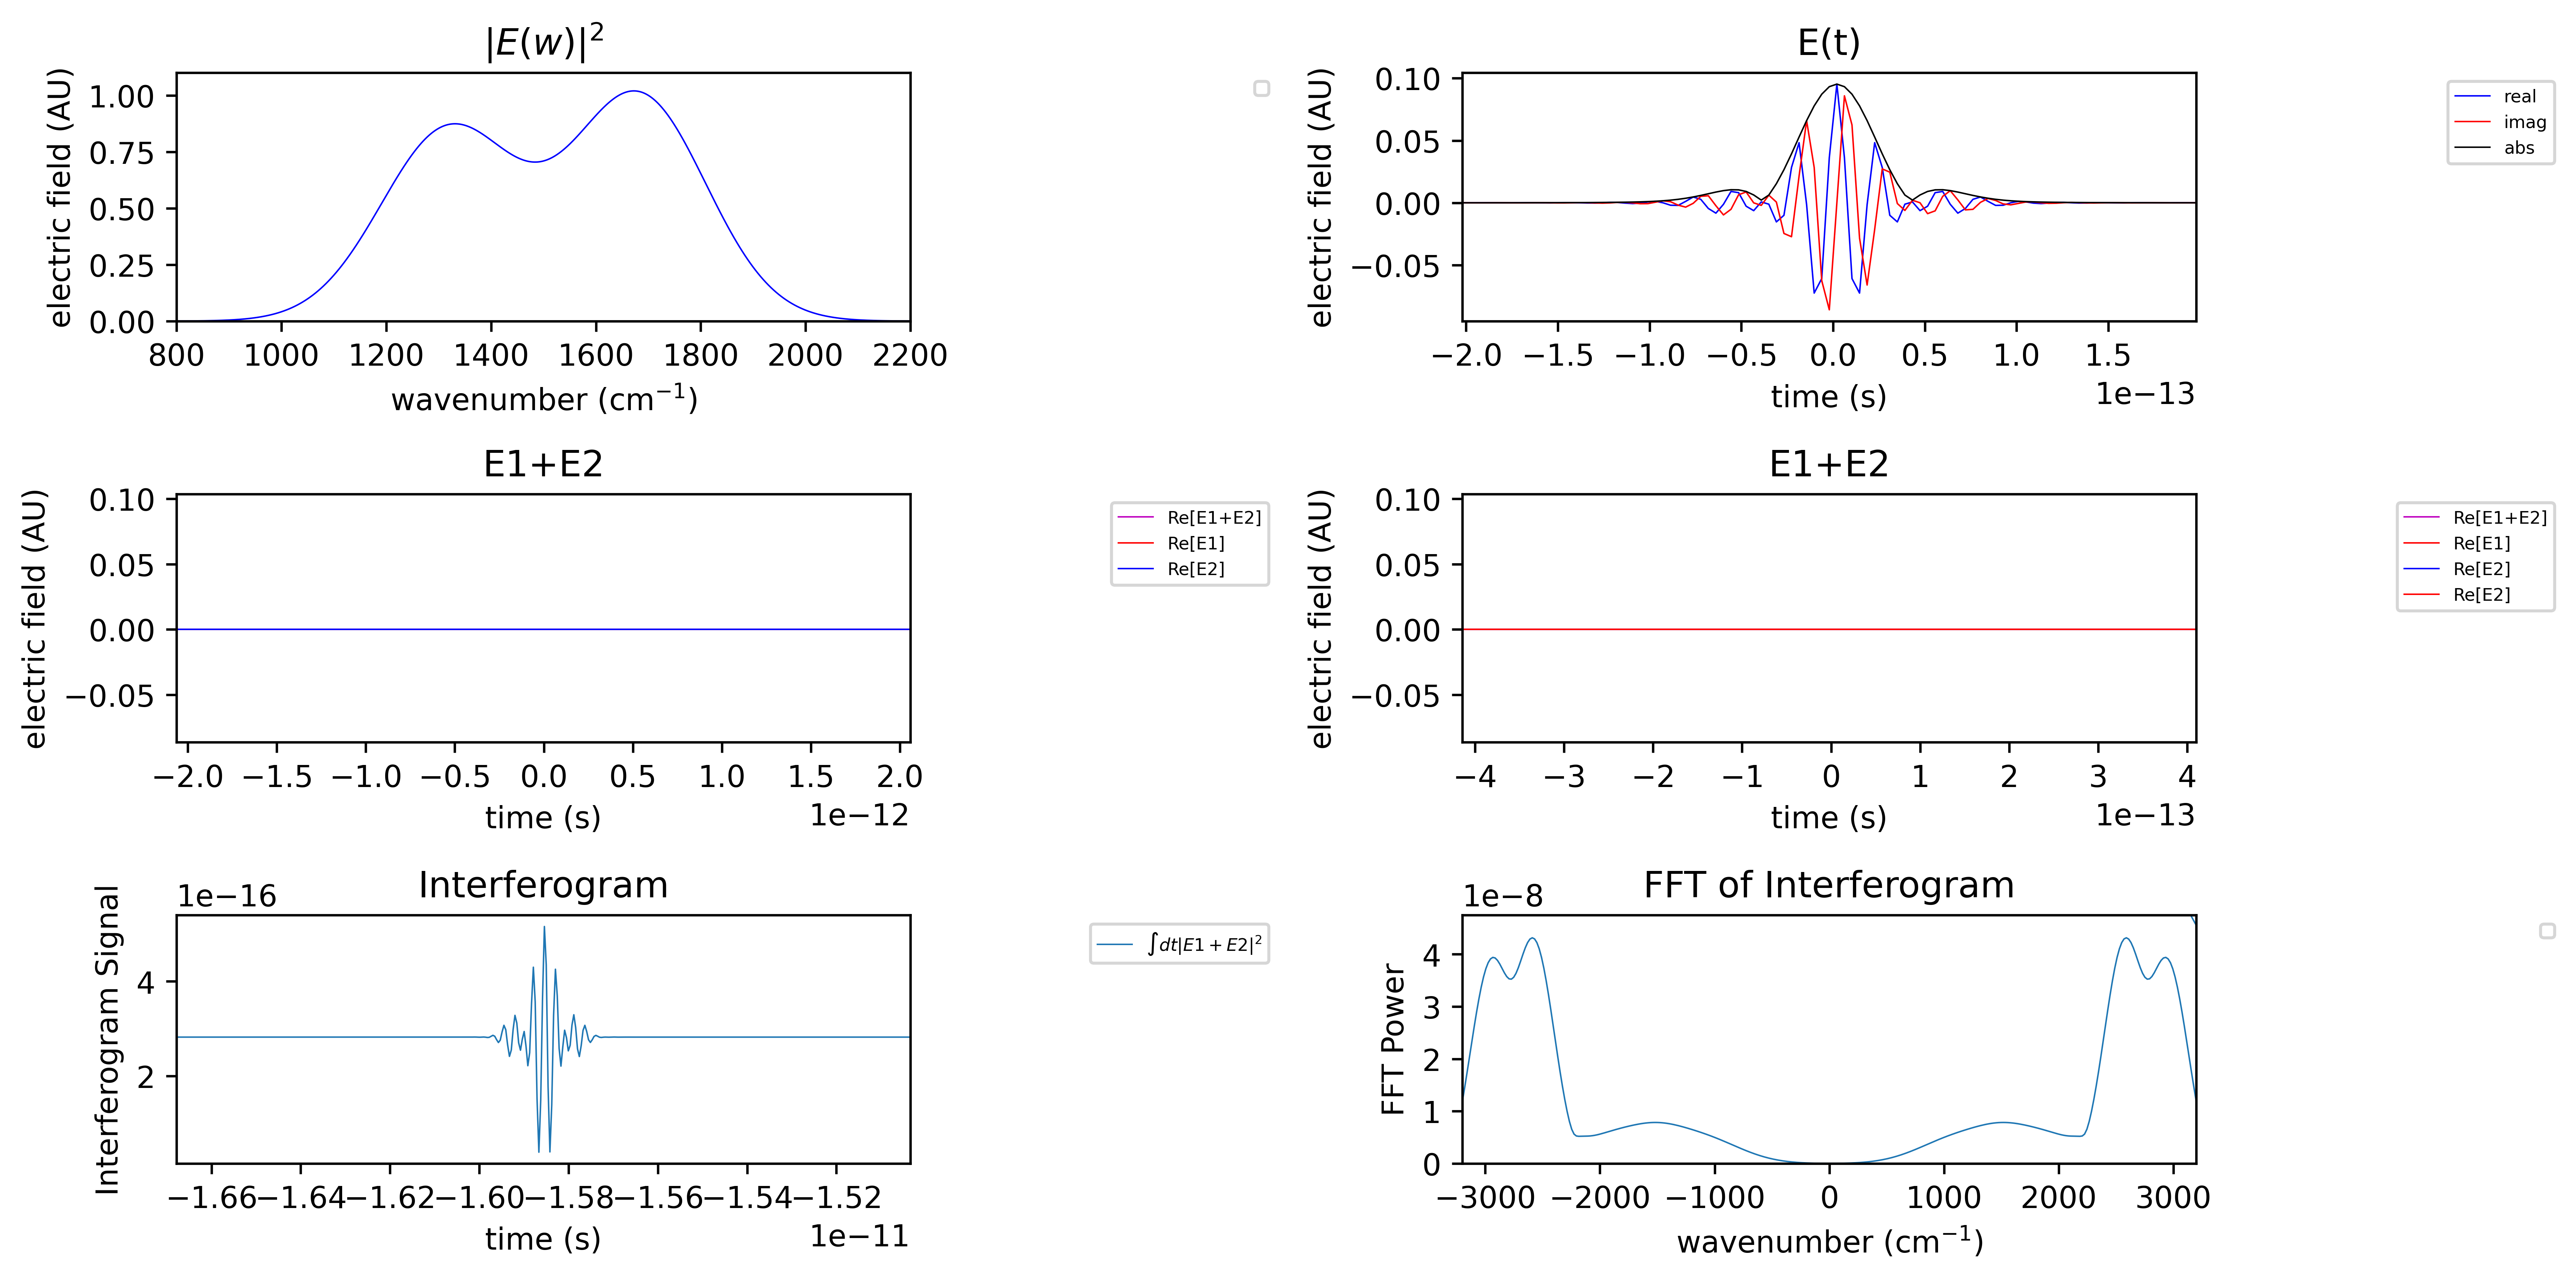 |E(w)|²
electric field (AU)
1.00
0.75
0.50
0.25
0.00
800 1000 1200 1400 1600 1800 2000 2200
wavenumber (cm⁻¹)
E(t)
electric field (AU)
0.10
0.05
0.00
−0.05
−2.0 −1.5 −1.0 −0.5 0.0 0.5 1.0 1.5
1e−13
time (s)
real
imag
abs
E1+E2
electric field (AU)
0.10
0.05
0.00
−0.05
−2.0 −1.5 −1.0 −0.5 0.0 0.5 1.0 1.5 2.0
1e−12
time (s)
Re[E1+E2]
Re[E1]
Re[E2]
E1+E2
electric field (AU)
0.10
0.05
0.00
−0.05
−4 −3 −2 −1 0 1 2 3 4
1e−13
time (s)
Re[E1+E2]
Re[E1]
Re[E2]
Re[E2]
Interferogram
1e−16
Interferogram Signal
4
2
−1.66 −1.64 −1.62 −1.60 −1.58 −1.56 −1.54 −1.52
1e−11
time (s)
∫dt|E1 + E2|²
FFT of Interferogram
1e−8
FFT Power
4
3
2
1
0
−3000 −2000 −1000 0 1000 2000 3000
wavenumber (cm⁻¹)